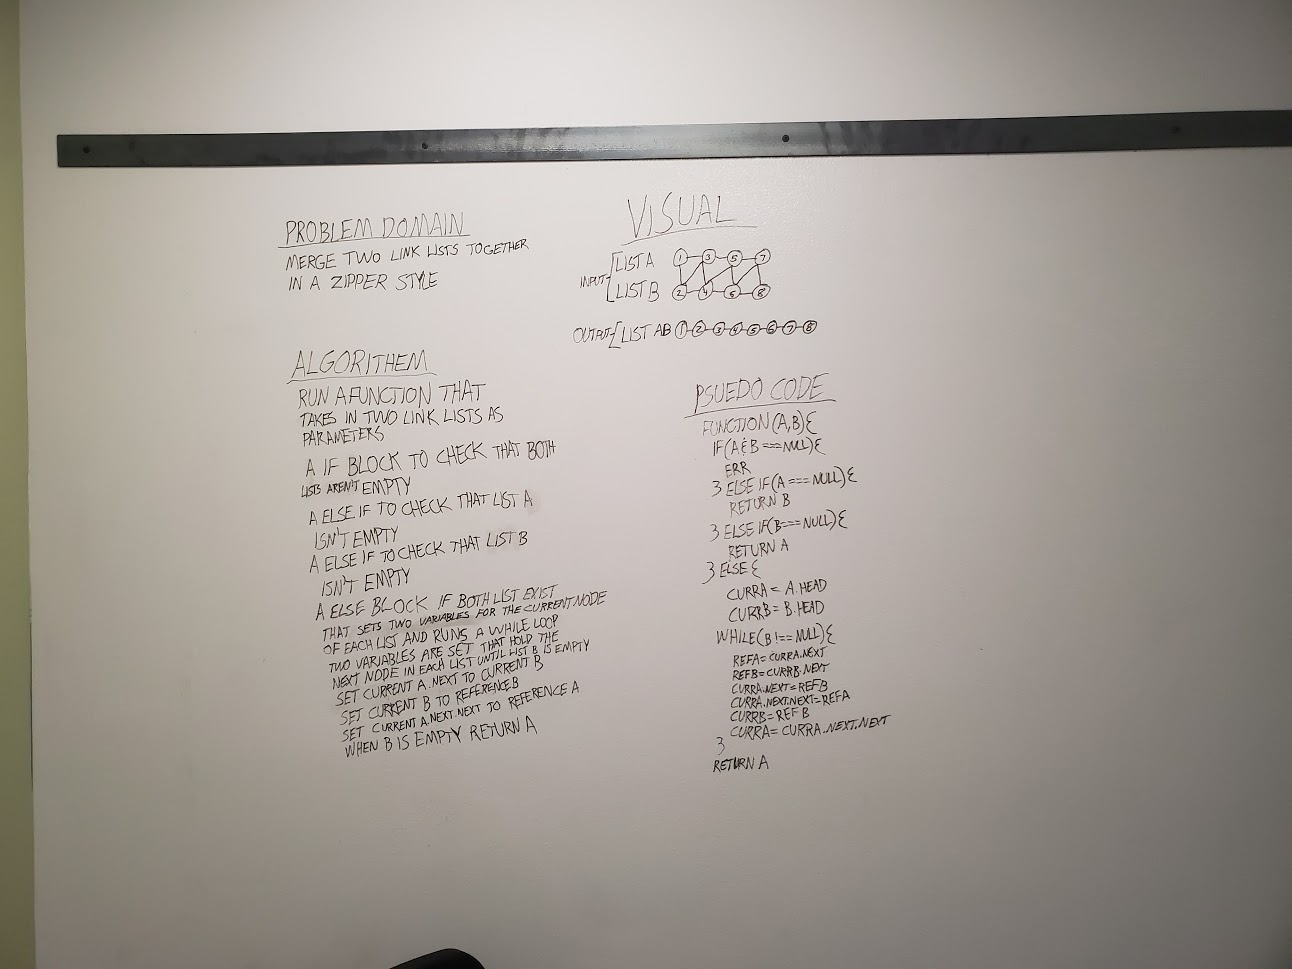 PROBLEM DOMAIN
MERGE TWO LINK LISTS TOGETHER
IN A ZIPPER STYLE
VISUAL
INPUT
LIST A 1 3 5 7
LIST B 2 4 6 8
OUTPUT LIST AB 1 2 3 4 5 6 7 8
ALGORITHEM
RUN A FUNCTION THAT
TAKES IN TWO LINK LISTS AS
PARAMETERS
A IF BLOCK TO CHECK THAT BOTH
LISTS AREN'T EMPTY
A ELSE IF TO CHECK THAT LIST A
ISN'T EMPTY
A ELSE IF TO CHECK THAT LIST B
ISN'T EMPTY
A ELSE BLOCK IF BOTH LIST EXIST
THAT SETS TWO VARIABLES FOR THE CURRENT NODE
OF EACH LIST AND RUNS A WHILE LOOP
TWO VARIABLES ARE SET THAT HOLD THE
NEXT NODE IN EACH LIST UNTIL LIST B IS EMPTY
SET CURRENT A.NEXT TO CURRENT B
SET CURRENT B TO REFERENCE B
SET CURRENT A.NEXT.NEXT TO REFERENCE A
WHEN B IS EMPTY RETURN A
PSUEDO CODE
FUNCTION(A,B){
IF(A & B === NULL){
ERR
} ELSE IF(A === NULL){
RETURN B
} ELSE IF(B === NULL){
RETURN A
} ELSE {
CURRA = A.HEAD
CURRB = B.HEAD
WHILE(B !== NULL){
REFA = CURRA.NEXT
REFB = CURRB.NEXT
CURRA.NEXT = REFB
CURRA.NEXT.NEXT = REFA
CURRB = REFB
CURRA = CURRA.NEXT.NEXT
}
RETURN A